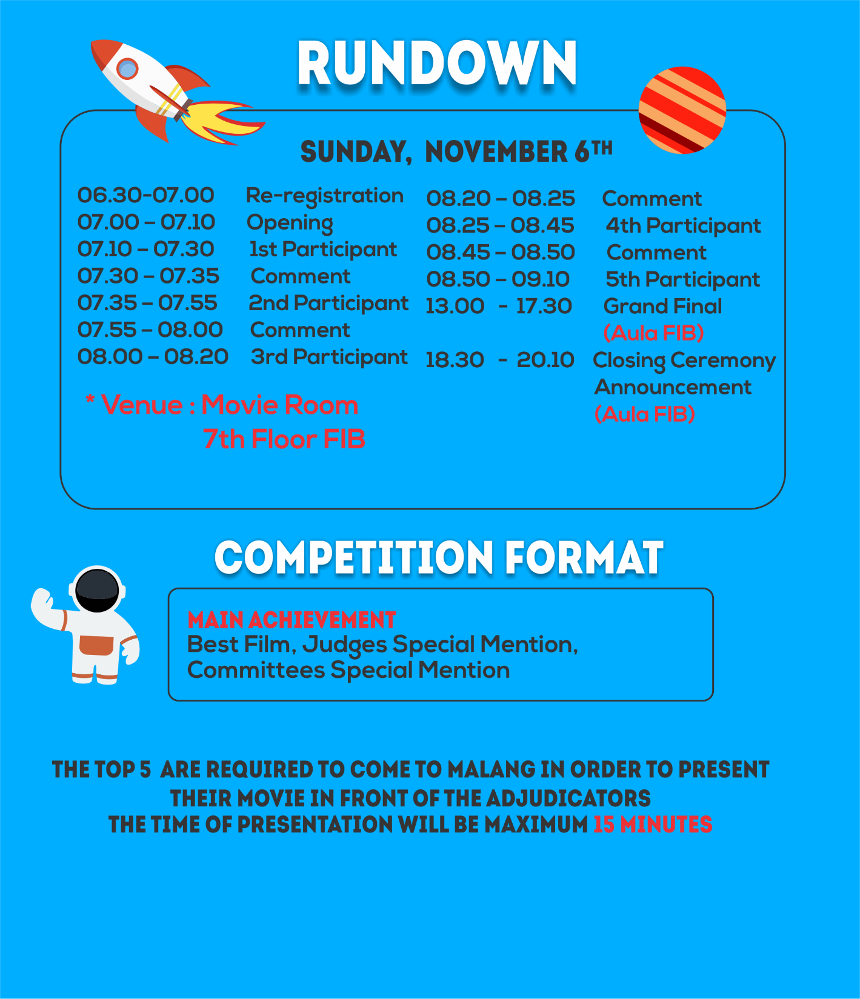 RUNDOWN
SUNDAY, NOVEMBER 6TH
06.30-07.00 Re-registration
07.00 – 07.10 Opening
07.10 – 07.30 1st Participant
07.30 – 07.35 Comment
07.35 – 07.55 2nd Participant
07.55 – 08.00 Comment
08.00 – 08.20 3rd Participant
* Venue : Movie Room
7th Floor FIB
08.20 – 08.25 Comment
08.25 – 08.45 4th Participant
08.45 – 08.50 Comment
08.50 – 09.10 5th Participant
13.00 - 17.30 Grand Final
(Aula FIB)
18.30 - 20.10 Closing Ceremony
Announcement
(Aula FIB)
COMPETITION FORMAT
MAIN ACHIEVEMENT
Best Film, Judges Special Mention,
Committees Special Mention
THE TOP 5 ARE REQUIRED TO COME TO MALANG IN ORDER TO PRESENT
THEIR MOVIE IN FRONT OF THE ADJUDICATORS
THE TIME OF PRESENTATION WILL BE MAXIMUM 15 MINUTES